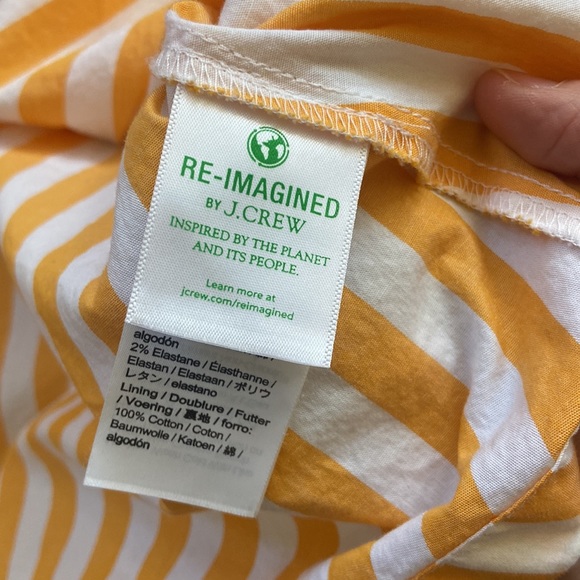 RE-IMAGINED
BY J.CREW
INSPIRED BY THE PLANET
AND ITS PEOPLE.
Learn more at
jcrew.com/reimagined
algodón
2% Elastane / Élasthanne /
Elastan / Elastaan / ポリウ
レタン / elastano
Lining / Doublure / Futter
/ Voering / 裏地 / forro:
100% Cotton / Coton /
Baumwolle / Katoen / 綿 /
algodón